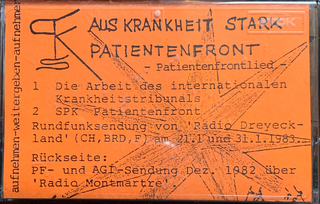 AUS KRANKHEIT STARK
PATIENTENFRONT
- Patientenfrontlied -
1 Die Arbeit des internationalen
Krankheitstribunals
2 SPK - Patientenfront
Rundfunksendung von 'Radio Dreyeck-
land' (CH,BRD,F) am 21.1 und 31.1.1983.
Rückseite:
PF- und AGI-Sendung Dez. 1982 über
'Radio Montmartre'.
aufnehmen-weitergeben-aufnehmen